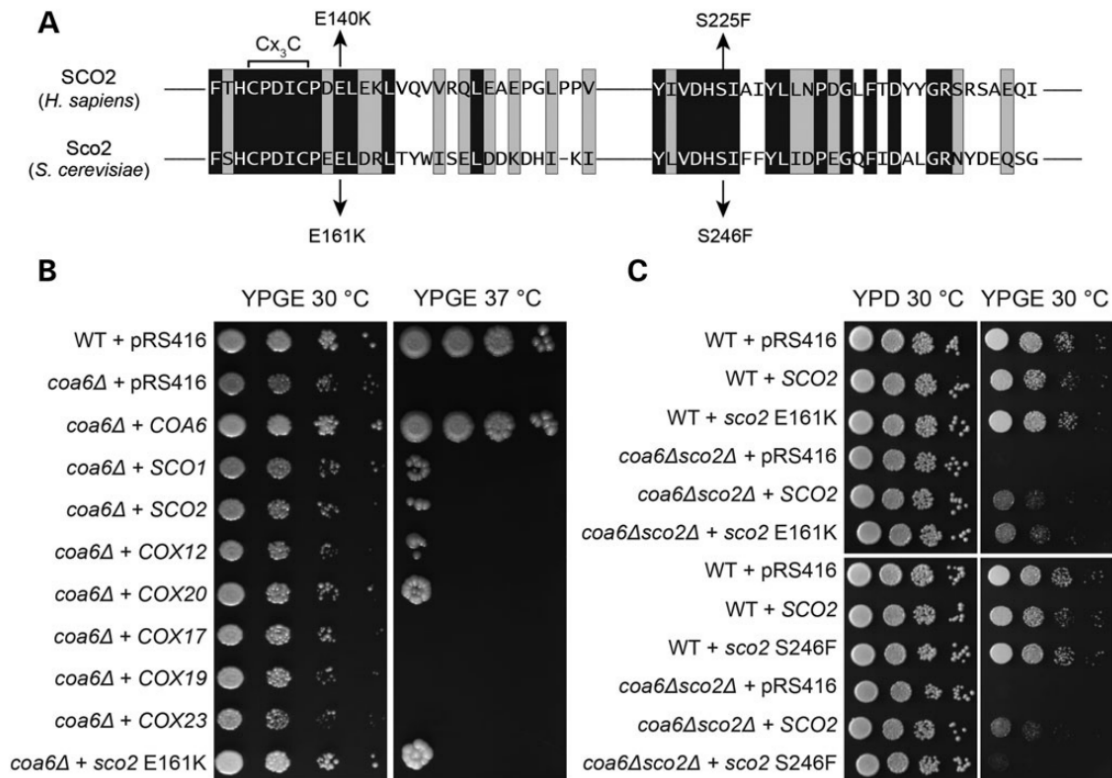 A
E140K
S225F
Cx3C
SCO2
(H. sapiens)
FTHCPDICPDELEKLVQVVRQLEAEPGLPPV
YIVDHSIAIYLLNPDGLFTDYYGRSRSAEQI
Sco2
(S. cerevisiae)
FSHCPDICPEELDRLTYWISELDDKDHI-KI
YLVDHSIFFYLIDPEGQFIDALGRNYDEQSG
E161K
S246F
B
YPGE 30 °C
YPGE 37 °C
WT + pRS416
coa6Δ + pRS416
coa6Δ + COA6
coa6Δ + SCO1
coa6Δ + SCO2
coa6Δ + COX12
coa6Δ + COX20
coa6Δ + COX17
coa6Δ + COX19
coa6Δ + COX23
coa6Δ + sco2 E161K
C
YPD 30 °C
YPGE 30 °C
WT + pRS416
WT + SCO2
WT + sco2 E161K
coa6Δsco2Δ + pRS416
coa6Δsco2Δ + SCO2
coa6Δsco2Δ + sco2 E161K
WT + pRS416
WT + SCO2
WT + sco2 S246F
coa6Δsco2Δ + pRS416
coa6Δsco2Δ + SCO2
coa6Δsco2Δ + sco2 S246F